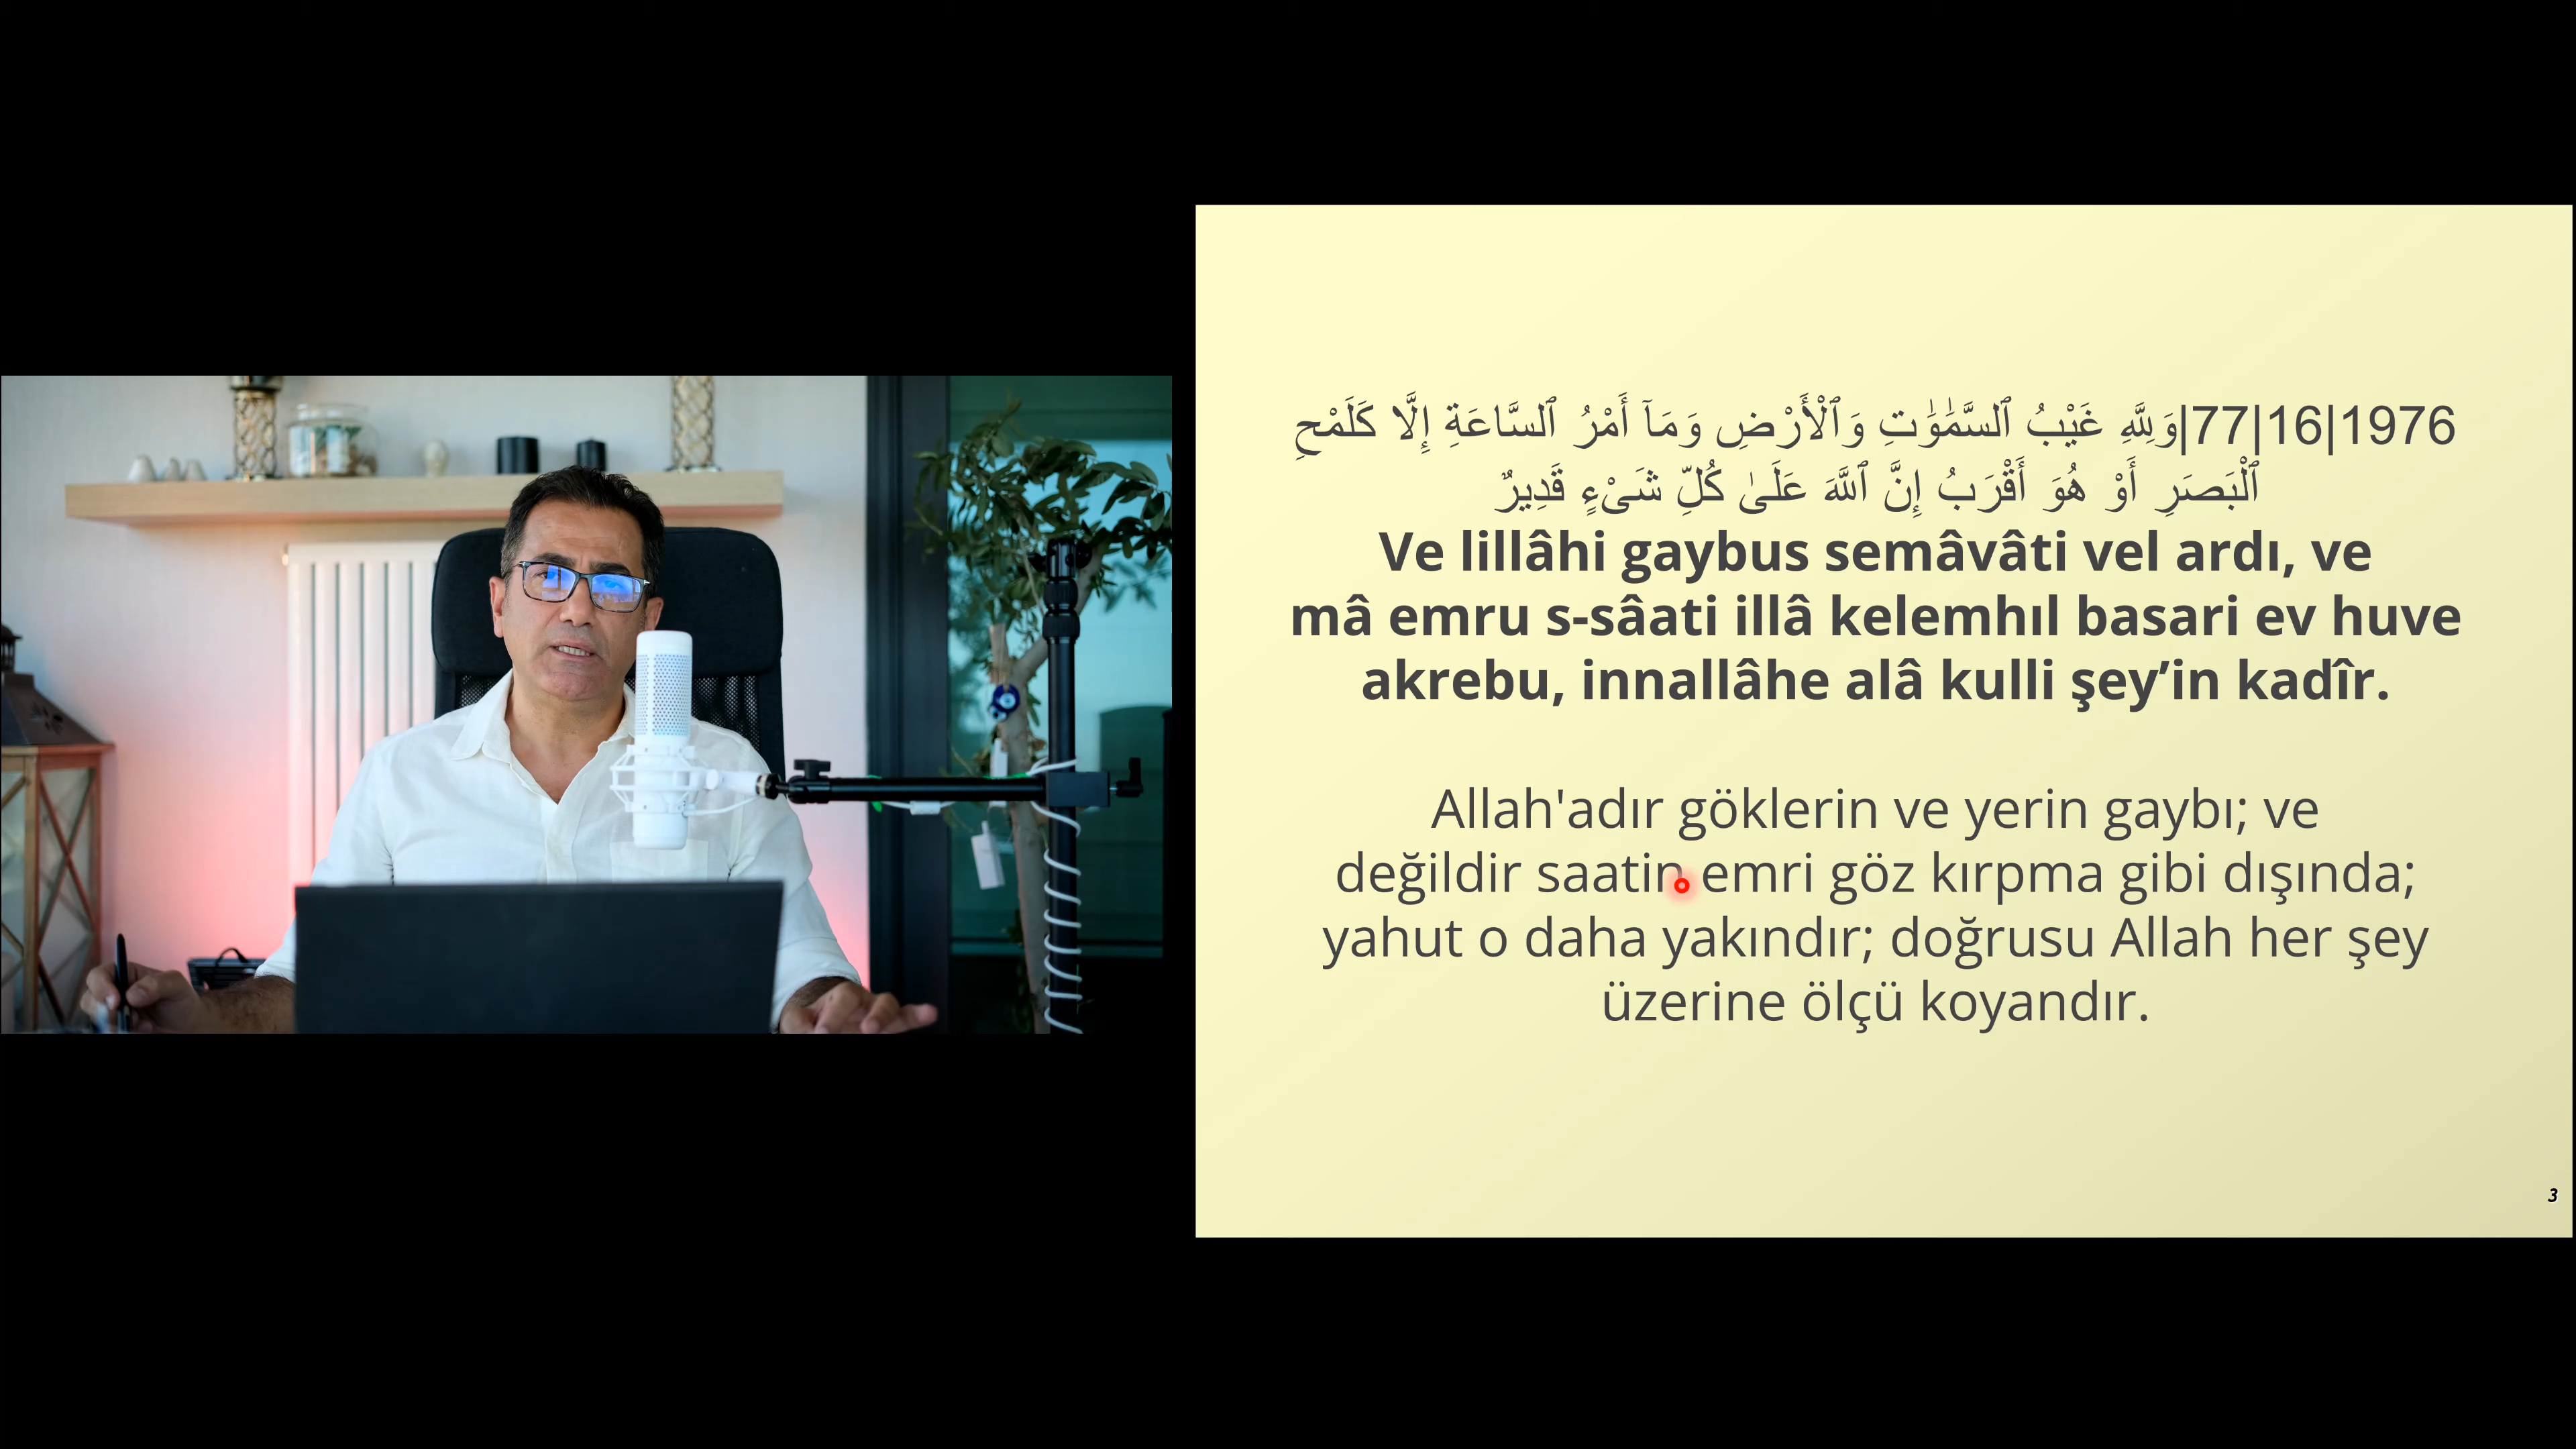 1976|16|77|وَلِلَّهِ غَيْبُ ٱلسَّمَٰوَٰتِ وَٱلْأَرْضِ وَمَآ أَمْرُ ٱلسَّاعَةِ إِلَّا كَلَمْحِ
ٱلْبَصَرِ أَوْ هُوَ أَقْرَبُ إِنَّ ٱللَّهَ عَلَىٰ كُلِّ شَىْءٍ قَدِيرٌ
Ve lillâhi gaybus semâvâti vel ardı, ve
mâ emru s-sâati illâ kelemhıl basari ev huve
akrebu, innallâhe alâ kulli şey’in kadîr.
Allah'adır göklerin ve yerin gaybı; ve
değildir saatin emri göz kırpma gibi dışında;
yahut o daha yakındır; doğrusu Allah her şey
üzerine ölçü koyandır.
3